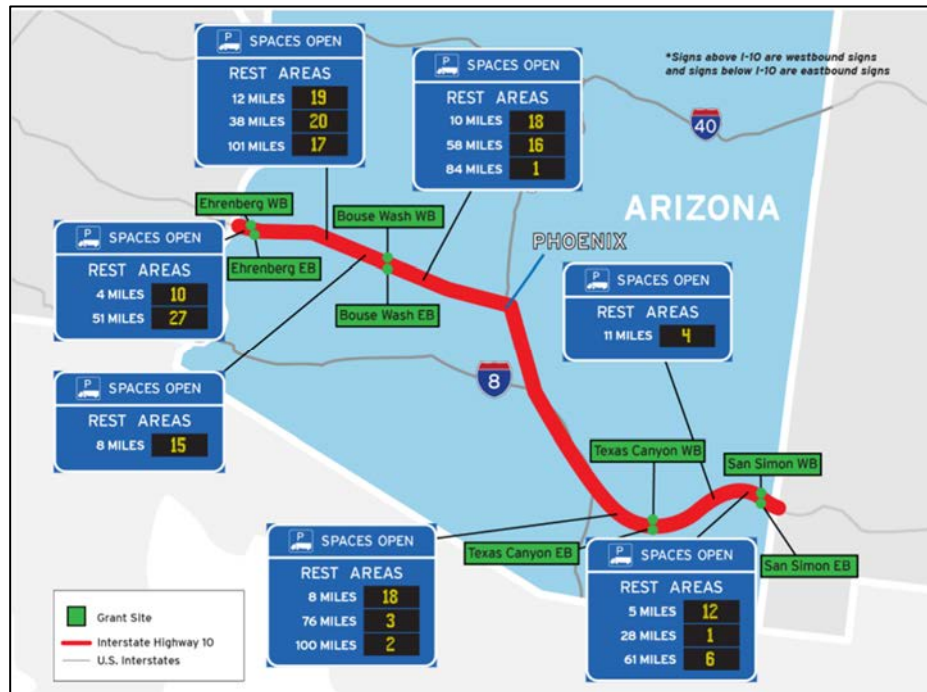 SPACES OPEN
REST AREAS
12 MILES 19
38 MILES 20
101 MILES 17
SPACES OPEN
REST AREAS
10 MILES 18
58 MILES 16
84 MILES 1
*Signs above I-10 are westbound signs
and signs below I-10 are eastbound signs
40
ARIZONA
Ehrenberg WB
Bouse Wash WB
PHOENIX
SPACES OPEN
REST AREAS
4 MILES 10
51 MILES 27
Ehrenberg EB
Bouse Wash EB
SPACES OPEN
REST AREAS
11 MILES 4
8
SPACES OPEN
REST AREAS
8 MILES 15
Texas Canyon WB
San Simon WB
SPACES OPEN
REST AREAS
8 MILES 18
76 MILES 3
100 MILES 2
Texas Canyon EB
SPACES OPEN
REST AREAS
5 MILES 12
28 MILES 1
61 MILES 6
San Simon EB
Grant Site
Interstate Highway 10
U.S. Interstates